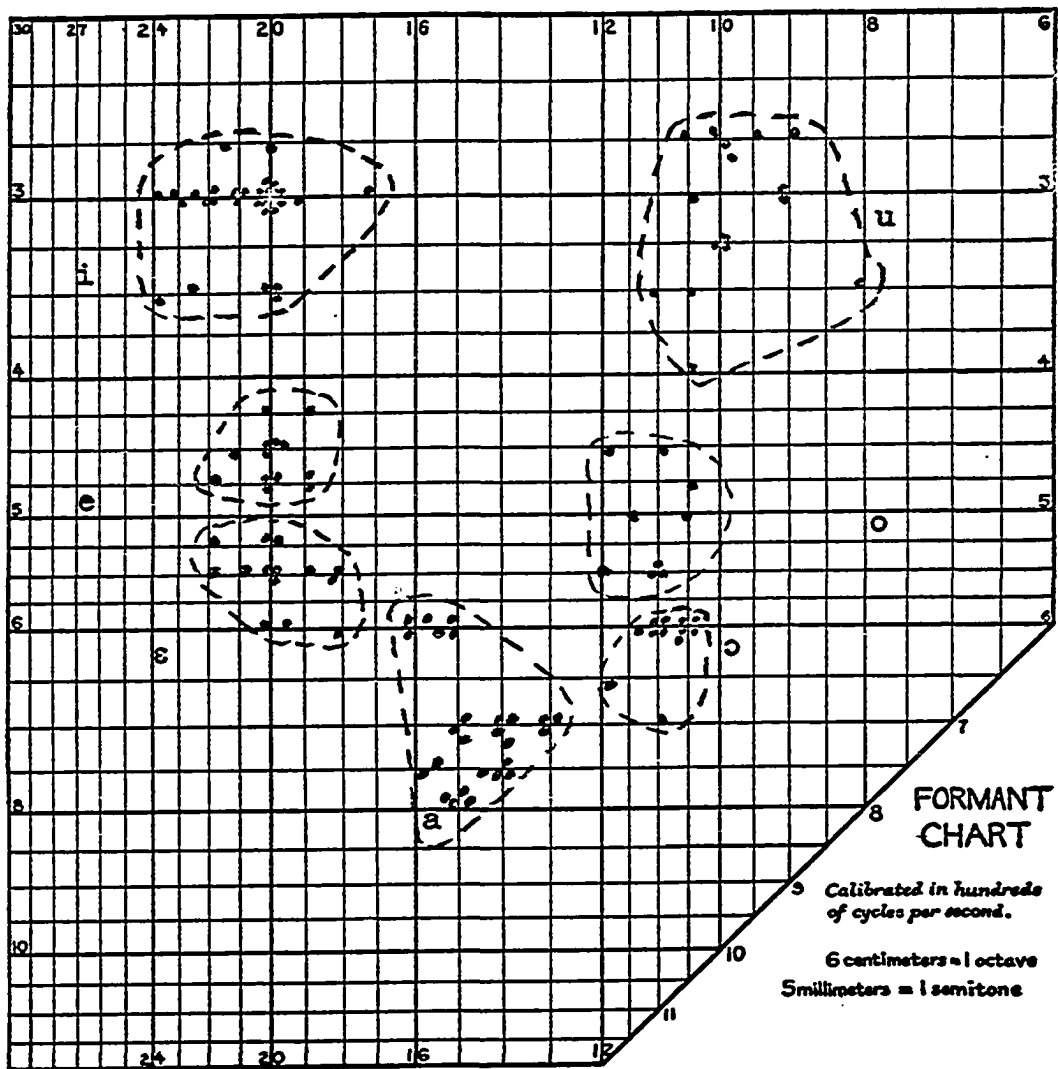 30 27 24 20 16 12 10 8 6
3 3
u
i
4 4
e
5 5
o
6 6
ε ɔ
7
8 a 8
FORMANT
CHART
9
Calibrated in hundreds
of cycles per second.
10 10
6 centimeters = 1 octave
5 millimeters = 1 semitone
11
24 20 16 12